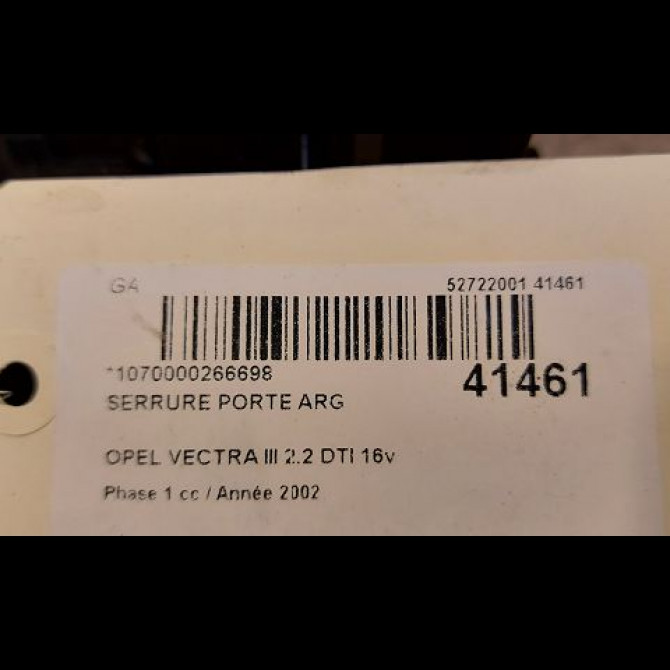 G4 52722001 41461
*1070000266698 41461
SERRURE PORTE ARG
OPEL VECTRA III 2.2 DTI 16v
Phase 1 cc / Année 2002